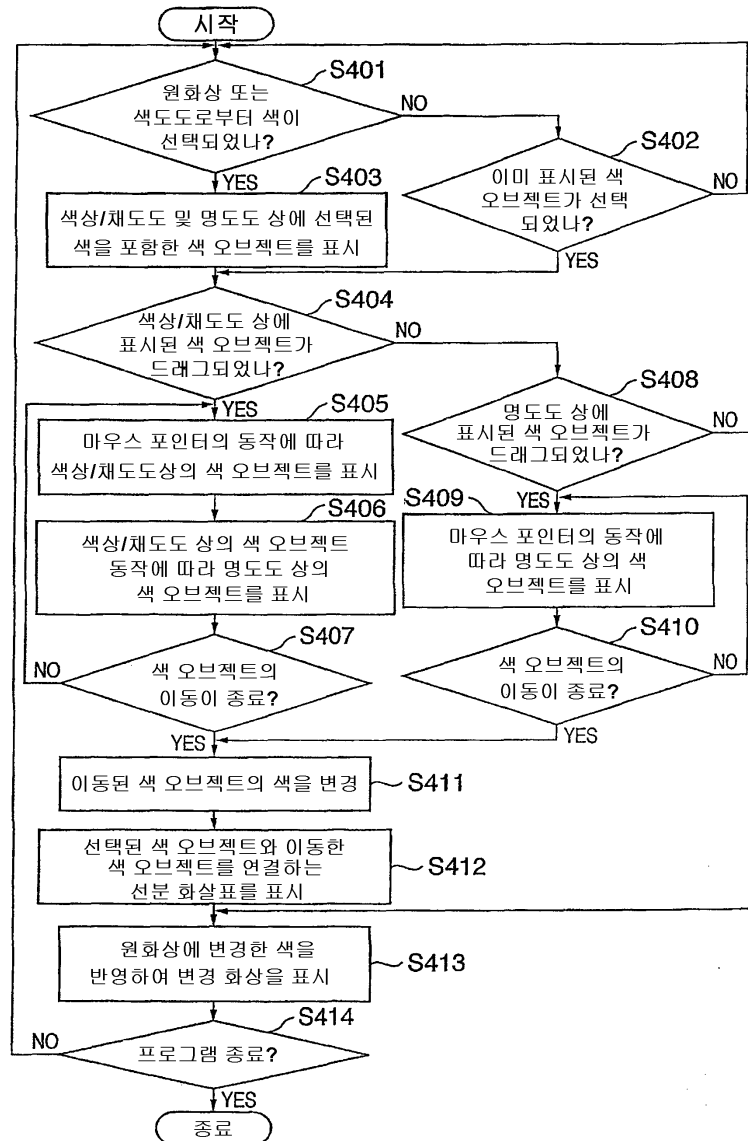 시작
S401
원화상 또는
색도도로부터 색이
선택되었나?
NO
YES
S402
이미 표시된 색
오브젝트가 선택
되었나?
NO
YES
S403
색상/채도도 및 명도도 상에 선택된
색을 포함한 색 오브젝트를 표시
S404
색상/채도도 상에
표시된 색 오브젝트가
드래그되었나?
NO
YES
S405
마우스 포인터의 동작에 따라
색상/채도도상의 색 오브젝트를 표시
S406
색상/채도도 상의 색 오브젝트
동작에 따라 명도도 상의
색 오브젝트를 표시
S407
색 오브젝트의
이동이 종료?
NO
YES
S408
명도도 상에
표시된 색 오브젝트가
드래그되었나?
NO
YES
S409
마우스 포인터의 동작에
따라 명도도 상의 색
오브젝트를 표시
S410
색 오브젝트의
이동이 종료?
NO
YES
이동된 색 오브젝트의 색을 변경
S411
선택된 색 오브젝트와 이동한
색 오브젝트를 연결하는
선분 화살표를 표시
S412
원화상에 변경한 색을
반영하여 변경 화상을 표시
S413
S414
프로그램 종료?
NO
YES
종료